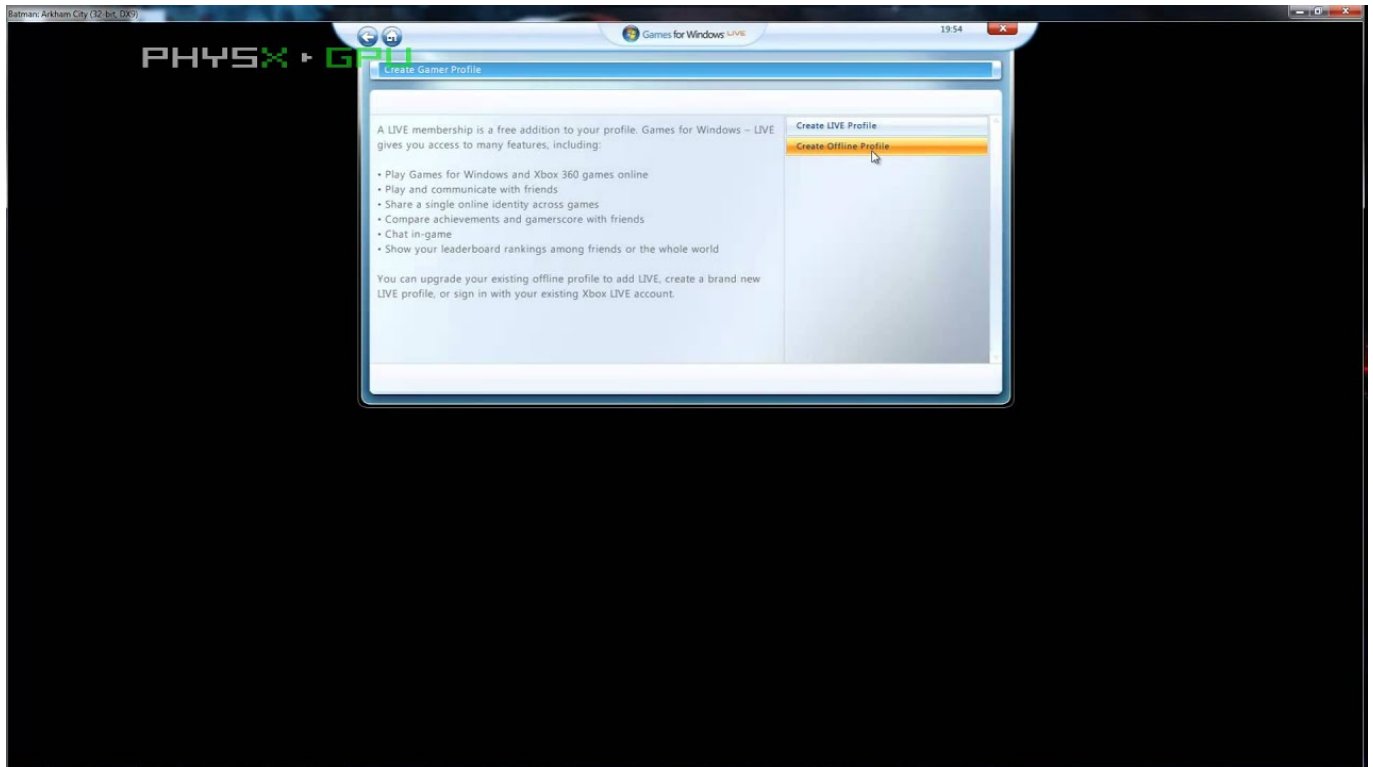 Batman: Arkham City (32-bit, DX9)
PHYSX ▸ GPU
Games for Windows LIVE
19:54
Create Gamer Profile
A LIVE membership is a free addition to your profile. Games for Windows – LIVE
gives you access to many features, including:
• Play Games for Windows and Xbox 360 games online
• Play and communicate with friends
• Share a single online identity across games
• Compare achievements and gamerscore with friends
• Chat in-game
• Show your leaderboard rankings among friends or the whole world
You can upgrade your existing offline profile to add LIVE, create a brand new
LIVE profile, or sign in with your existing Xbox LIVE account.
Create LIVE Profile
Create Offline Profile